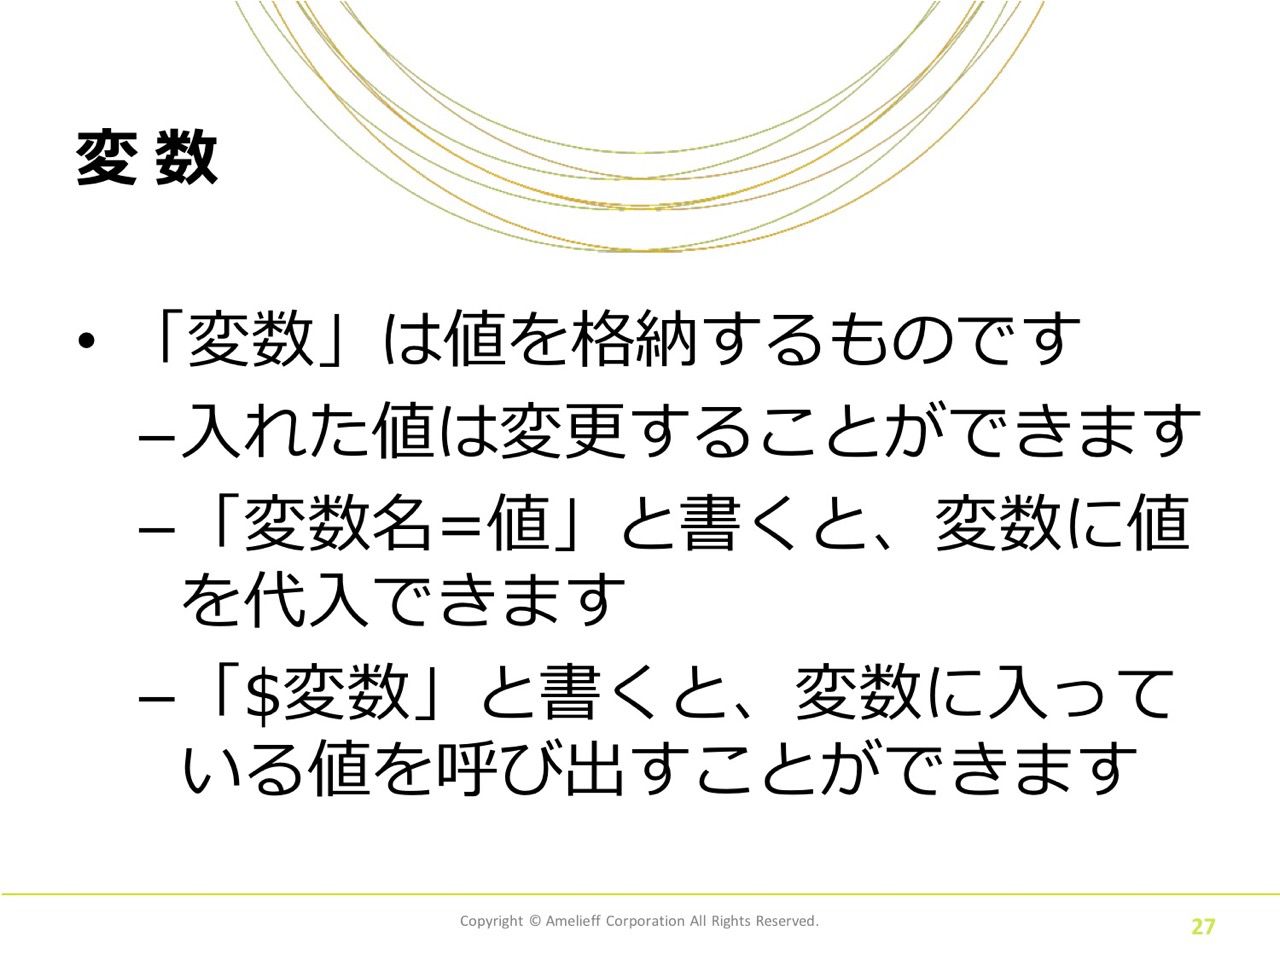 変数
• 「変数」は値を格納するものです
–入れた値は変更することができます
–「変数名=値」と書くと、変数に値
を代入できます
–「$変数」と書くと、変数に入って
いる値を呼び出すことができます
Copyright © Amelieff Corporation All Rights Reserved.
27